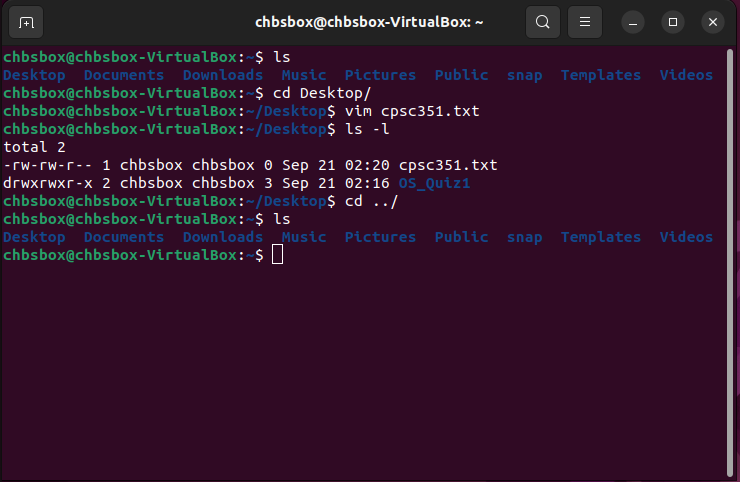 chbsbox@chbsbox-VirtualBox: ~
chbsbox@chbsbox-VirtualBox:~$ ls
Desktop  Documents  Downloads  Music  Pictures  Public  snap  Templates  Videos
chbsbox@chbsbox-VirtualBox:~$ cd Desktop/
chbsbox@chbsbox-VirtualBox:~/Desktop$ vim cpsc351.txt
chbsbox@chbsbox-VirtualBox:~/Desktop$ ls -l
total 2
-rw-rw-r-- 1 chbsbox chbsbox 0 Sep 21 02:20 cpsc351.txt
drwxrwxr-x 2 chbsbox chbsbox 3 Sep 21 02:16 OS_Quiz1
chbsbox@chbsbox-VirtualBox:~/Desktop$ cd ../
chbsbox@chbsbox-VirtualBox:~$ ls
Desktop  Documents  Downloads  Music  Pictures  Public  snap  Templates  Videos
chbsbox@chbsbox-VirtualBox:~$